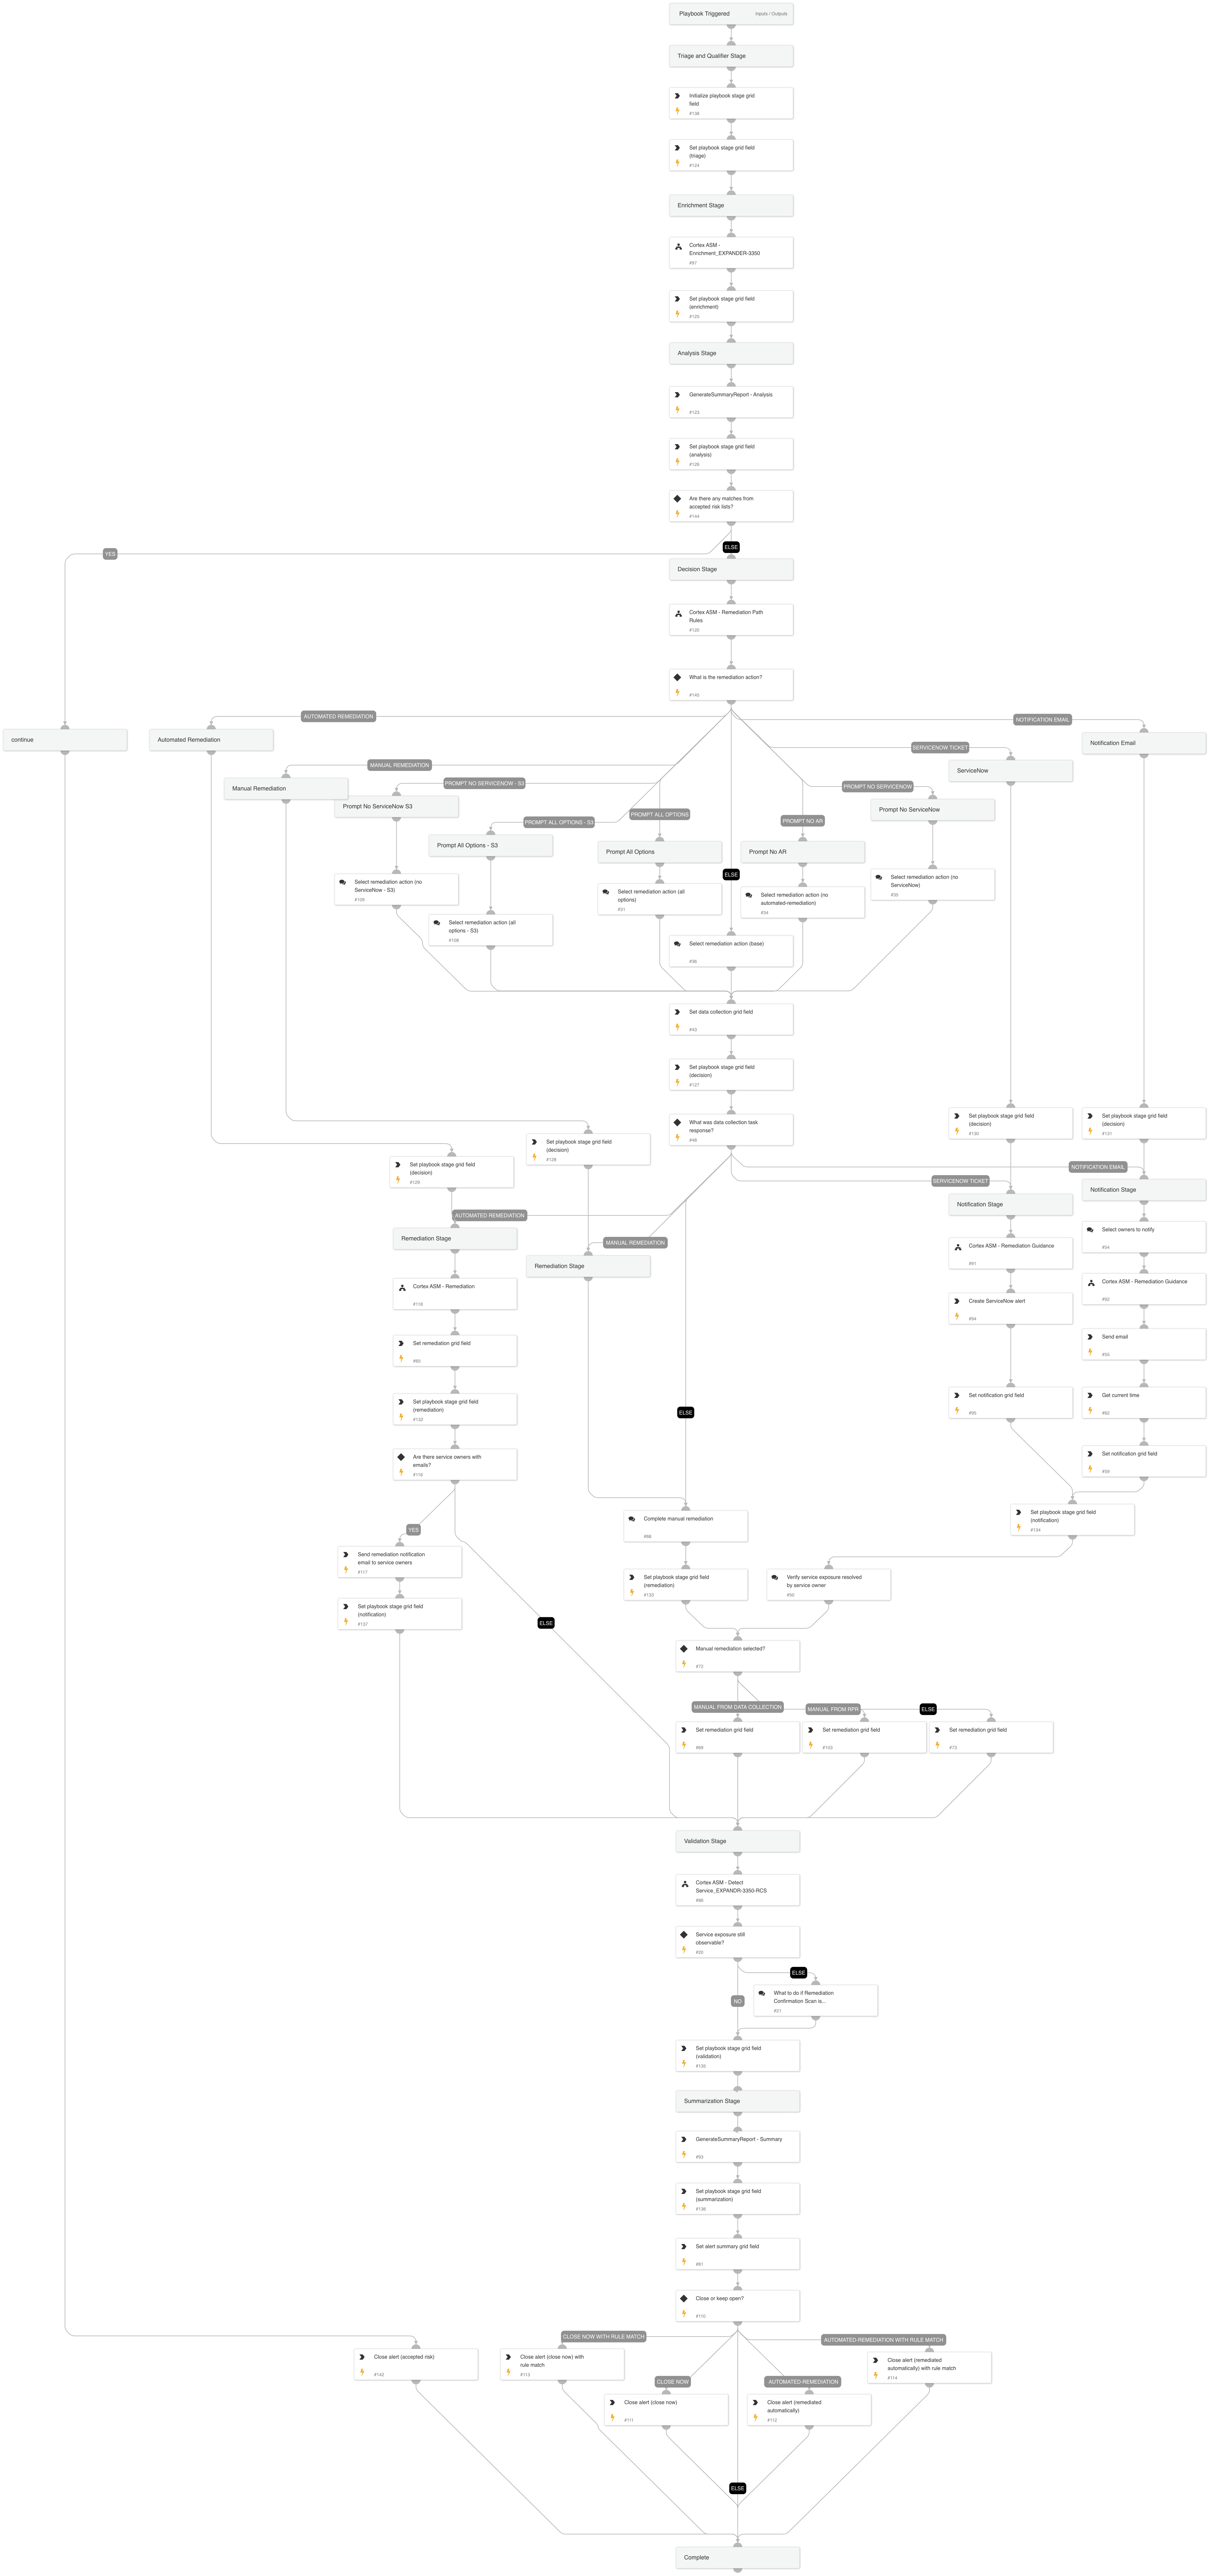 Playbook Triggered
Inputs / Outputs
Triage and Qualifier Stage
Initialize playbook stage grid
field
#138
Set playbook stage grid field
(triage)
#124
Enrichment Stage
Cortex ASM -
Enrichment_EXPANDER-3350
#97
Set playbook stage grid field
(enrichment)
#125
Analysis Stage
GenerateSummaryReport - Analysis
#123
Set playbook stage grid field
(analysis)
#126
Are there any matches from
accepted risk lists?
#144
YES
ELSE
Decision Stage
Cortex ASM - Remediation Path
Rules
#120
What is the remediation action?
#145
AUTOMATED REMEDIATION
NOTIFICATION EMAIL
continue
Automated Remediation
Notification Email
SERVICENOW TICKET
MANUAL REMEDIATION
ServiceNow
PROMPT NO SERVICENOW - S3
PROMPT NO SERVICENOW
Manual Remediation
Prompt No ServiceNow S3
Prompt No ServiceNow
PROMPT ALL OPTIONS - S3
PROMPT ALL OPTIONS
PROMPT NO AR
Prompt All Options - S3
Prompt All Options
Prompt No AR
ELSE
Select remediation action (no
ServiceNow - S3)
#109
Select remediation action (all
options)
#31
Select remediation action (no
automated-remediation)
#34
Select remediation action (no
ServiceNow)
#35
Select remediation action (all
options - S3)
#108
Select remediation action (base)
#36
Set data collection grid field
#43
Set playbook stage grid field
(decision)
#127
What was data collection task
response?
#48
Set playbook stage grid field
(decision)
#130
Set playbook stage grid field
(decision)
#131
Set playbook stage grid field
(decision)
#128
Set playbook stage grid field
(decision)
#129
NOTIFICATION EMAIL
SERVICENOW TICKET
Notification Stage
Notification Stage
AUTOMATED REMEDIATION
MANUAL REMEDIATION
Remediation Stage
Remediation Stage
Select owners to notify
Cortex ASM - Remediation Guidance
#91
Cortex ASM - Remediation Guidance
#92
Cortex ASM - Remediation
#118
Create ServiceNow alert
Send email
Set remediation grid field
Set playbook stage grid field
(remediation)
#132
Set notification grid field
Get current time
ELSE
Are there service owners with
emails?
Set notification grid field
YES
Complete manual remediation
Set playbook stage grid field
(notification)
#134
Send remediation notification
email to service owners
#117
Set playbook stage grid field
(remediation)
#133
Verify service exposure resolved
by service owner
Set playbook stage grid field
(notification)
#137
ELSE
Manual remediation selected?
#72
MANUAL FROM DATA COLLECTION
MANUAL FROM RPR
ELSE
Set remediation grid field
Set remediation grid field
#103
Set remediation grid field
#73
Validation Stage
Cortex ASM - Detect
Service_EXPANDR-3350-RCS
Service exposure still
observable?
#20
ELSE
NO
What to do if Remediation
Confirmation Scan is...
#21
Set playbook stage grid field
(validation)
#135
Summarization Stage
GenerateSummaryReport - Summary
#93
Set playbook stage grid field
(summarization)
#136
Set alert summary grid field
#81
Close or keep open?
#110
CLOSE NOW WITH RULE MATCH
AUTOMATED-REMEDIATION WITH RULE MATCH
Close alert (accepted risk)
Close alert (close now) with
rule match
#113
Close alert (remediated
automatically) with rule match
#114
CLOSE NOW
AUTOMATED-REMEDIATION
Close alert (close now)
#111
Close alert (remediated
automatically)
#112
ELSE
Complete